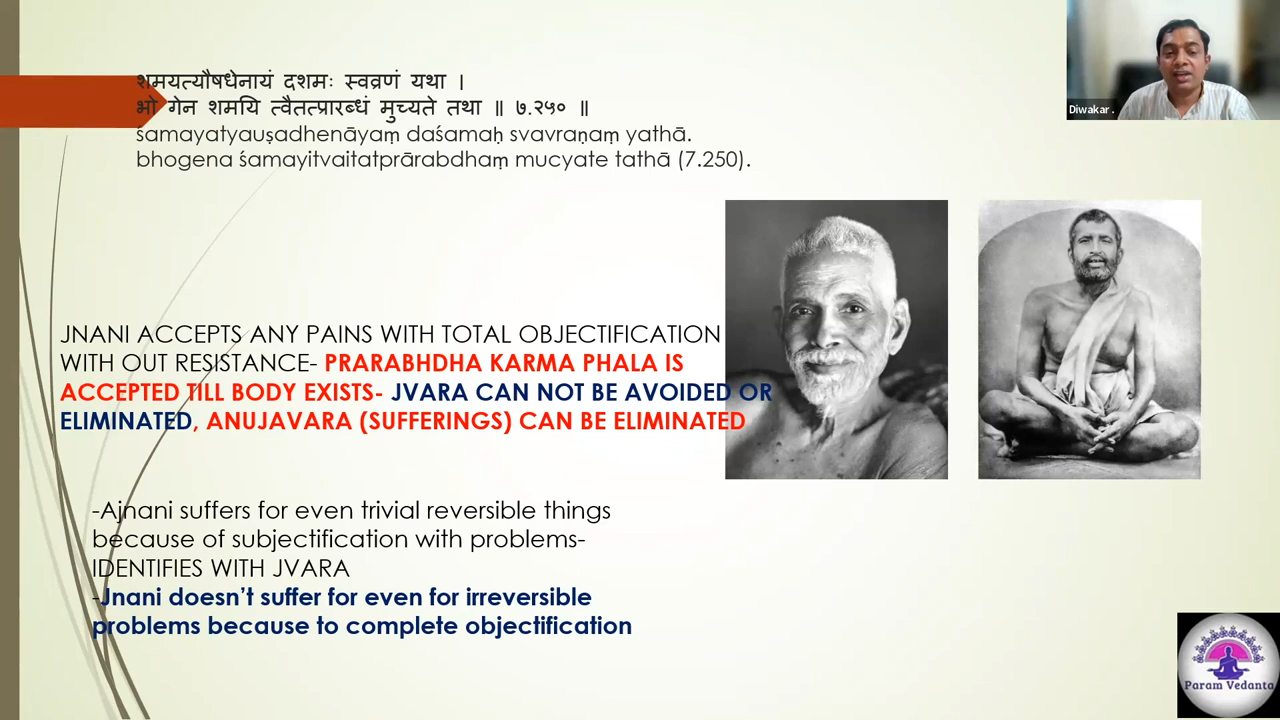 शमयत्यौषधेनायं दशमः स्वव्रणं यथा ।
भो गेन शमयि त्वैतत्प्रारब्धं मुच्यते तथा ॥ ७.२५० ॥
śamayatyauṣadhenāyaṃ daśamaḥ svavraṇaṃ yathā.
bhogena śamayitvaitatprārabdhaṃ mucyate tathā (7.250).
Diwakar .
JNANI ACCEPTS ANY PAINS WITH TOTAL OBJECTIFICATION
WITH OUT RESISTANCE- PRARABHDHA KARMA PHALA IS
ACCEPTED TILL BODY EXISTS- JVARA CAN NOT BE AVOIDED OR
ELIMINATED, ANUJAVARA (SUFFERINGS) CAN BE ELIMINATED
-Ajnani suffers for even trivial reversible things
because of subjectification with problems-
IDENTIFIES WITH JVARA
-Jnani doesn’t suffer for even for irreversible
problems because to complete objectification
Param Vedanta